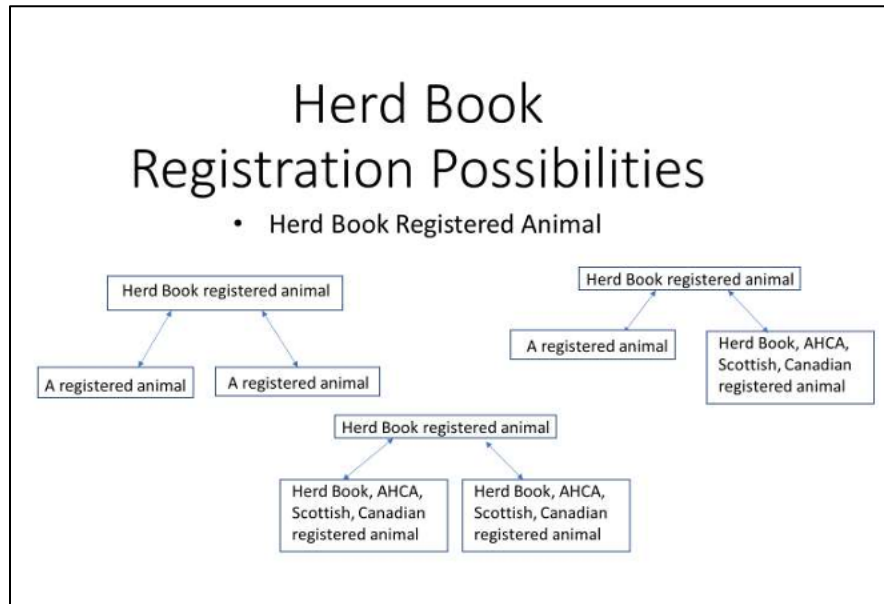 Herd Book
Registration Possibilities
• Herd Book Registered Animal
Herd Book registered animal
A registered animal
A registered animal
Herd Book registered animal
A registered animal
Herd Book, AHCA,
Scottish, Canadian
registered animal
Herd Book registered animal
Herd Book, AHCA,
Scottish, Canadian
registered animal
Herd Book, AHCA,
Scottish, Canadian
registered animal